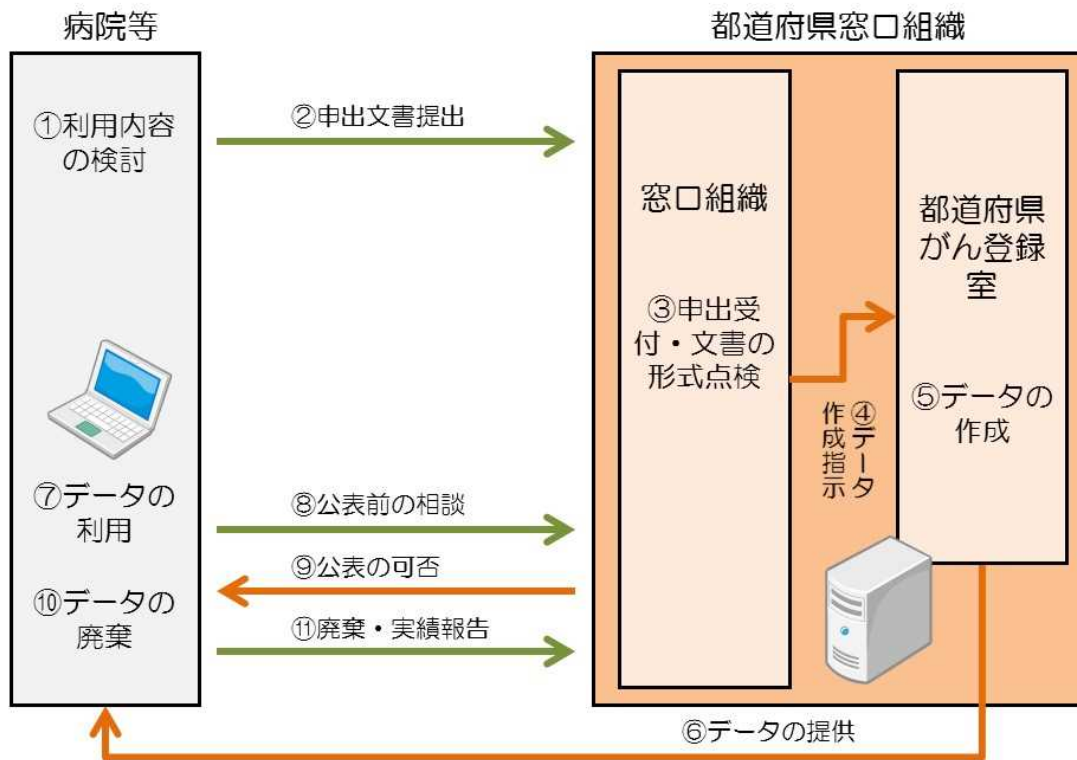 病院等
都道府県窓口組織
①利用内容
の検討
②申出文書提出
窓口組織
③申出受
付・文書の
形式点検
都道府県
がん登録
室
④データ
作成指示
⑤データの
作成
⑦データの
利用
⑧公表前の相談
⑨公表の可否
⑩データの
廃棄
⑪廃棄・実績報告
⑥データの提供